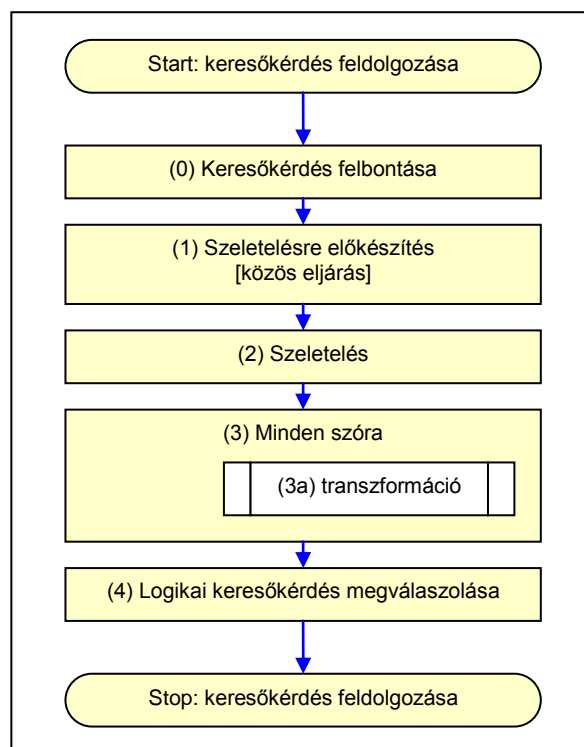 Start: keresőkérdés feldolgozása
(0) Keresőkérdés felbontása
(1) Szeletelésre előkészítés
[közös eljárás]
(2) Szeletelés
(3) Minden szóra
(3a) transzformáció
(4) Logikai keresőkérdés megválaszolása
Stop: keresőkérdés feldolgozása